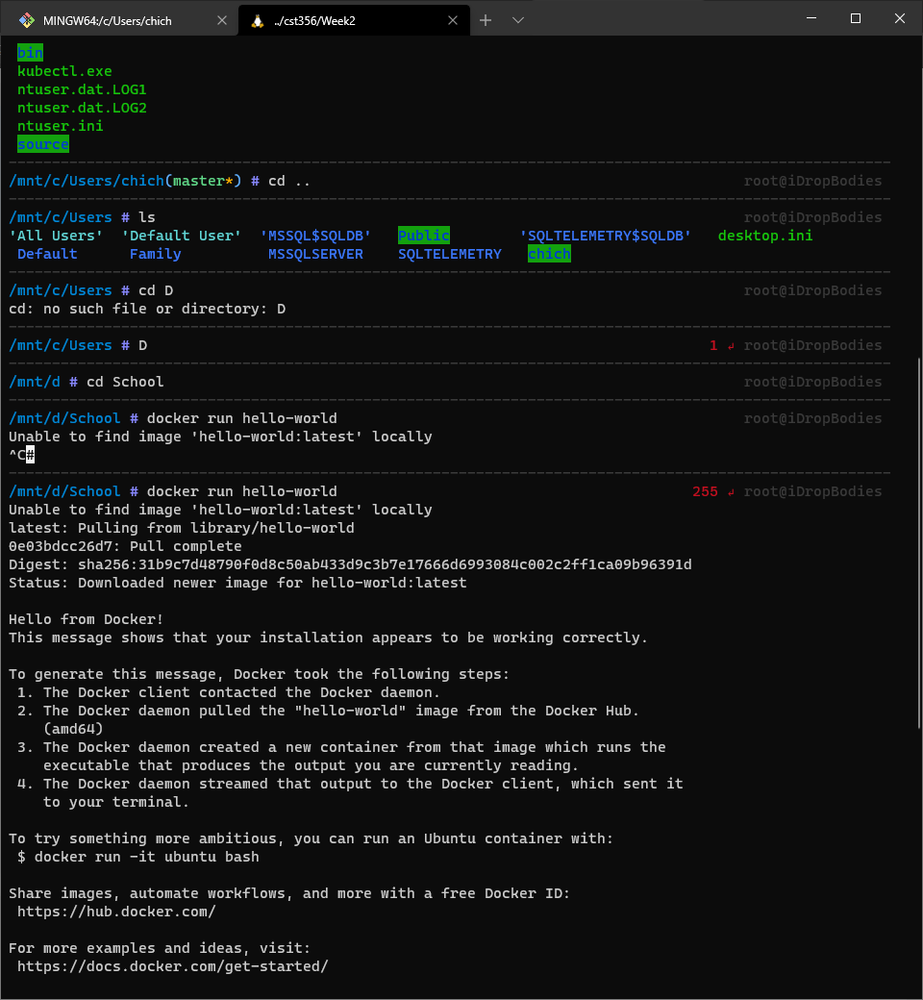 MINGW64:/c/Users/chich ../cst356/Week2
bin
kubectl.exe
ntuser.dat.LOG1
ntuser.dat.LOG2
ntuser.ini
source
/mnt/c/Users/chich(master*) # cd .. root@iDropBodies
/mnt/c/Users # ls root@iDropBodies
'All Users' 'Default User' 'MSSQL$SQLDB' Public 'SQLTELEMETRY$SQLDB' desktop.ini
Default Family MSSQLSERVER SQLTELEMETRY chich
/mnt/c/Users # cd D root@iDropBodies
cd: no such file or directory: D
/mnt/c/Users # D 1 ↲ root@iDropBodies
/mnt/d # cd School root@iDropBodies
/mnt/d/School # docker run hello-world root@iDropBodies
Unable to find image 'hello-world:latest' locally
^C#
/mnt/d/School # docker run hello-world 255 ↲ root@iDropBodies
Unable to find image 'hello-world:latest' locally
latest: Pulling from library/hello-world
0e03bdcc26d7: Pull complete
Digest: sha256:31b9c7d48790f0d8c50ab433d9c3b7e17666d6993084c002c2ff1ca09b96391d
Status: Downloaded newer image for hello-world:latest
Hello from Docker!
This message shows that your installation appears to be working correctly.
To generate this message, Docker took the following steps:
1. The Docker client contacted the Docker daemon.
2. The Docker daemon pulled the "hello-world" image from the Docker Hub.
(amd64)
3. The Docker daemon created a new container from that image which runs the
executable that produces the output you are currently reading.
4. The Docker daemon streamed that output to the Docker client, which sent it
to your terminal.
To try something more ambitious, you can run an Ubuntu container with:
$ docker run -it ubuntu bash
Share images, automate workflows, and more with a free Docker ID:
https://hub.docker.com/
For more examples and ideas, visit:
https://docs.docker.com/get-started/